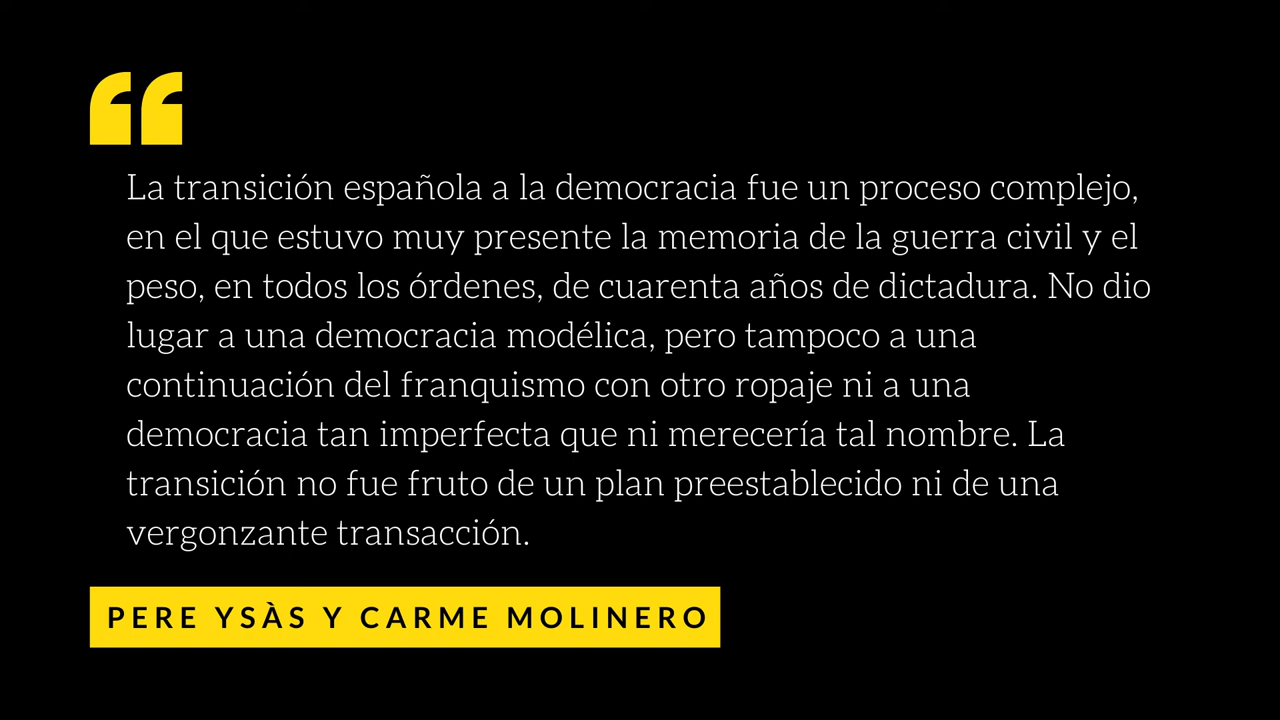 “
La transición española a la democracia fue un proceso complejo,
en el que estuvo muy presente la memoria de la guerra civil y el
peso, en todos los órdenes, de cuarenta años de dictadura. No dio
lugar a una democracia modélica, pero tampoco a una
continuación del franquismo con otro ropaje ni a una
democracia tan imperfecta que ni merecería tal nombre. La
transición no fue fruto de un plan preestablecido ni de una
vergonzante transacción.
PERE YSÀS Y CARME MOLINERO